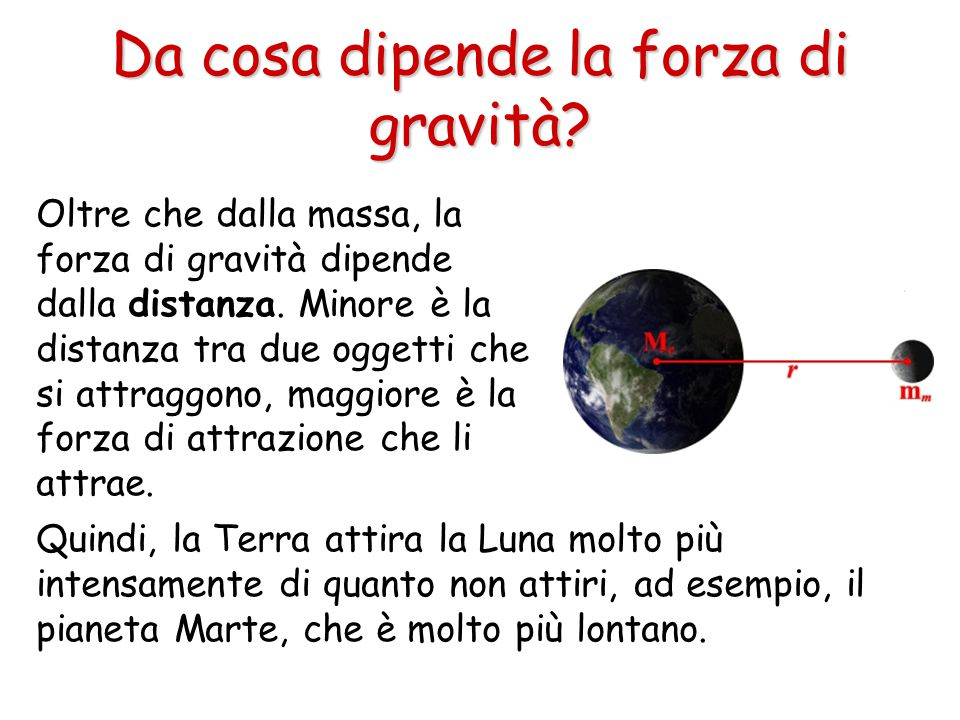 Da cosa dipende la forza di
gravità?
Oltre che dalla massa, la
forza di gravità dipende
dalla distanza. Minore è la
distanza tra due oggetti che
si attraggono, maggiore è la
forza di attrazione che li
attrae.
Me
r
mm
Quindi, la Terra attira la Luna molto più
intensamente di quanto non attiri, ad esempio, il
pianeta Marte, che è molto più lontano.